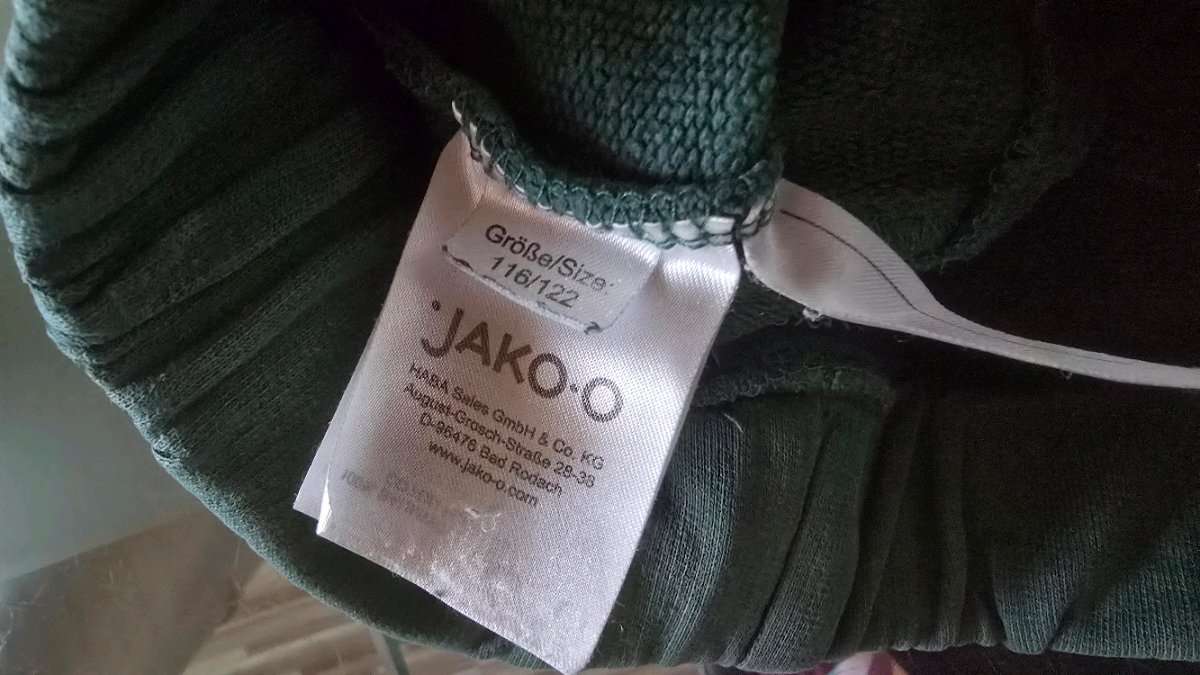 Größe/Size:
116/122
JAKO-O
HABA Sales GmbH & Co. KG
August-Grosch-Straße 28-38
D-96476 Bad Rodach
www.jako-o.com